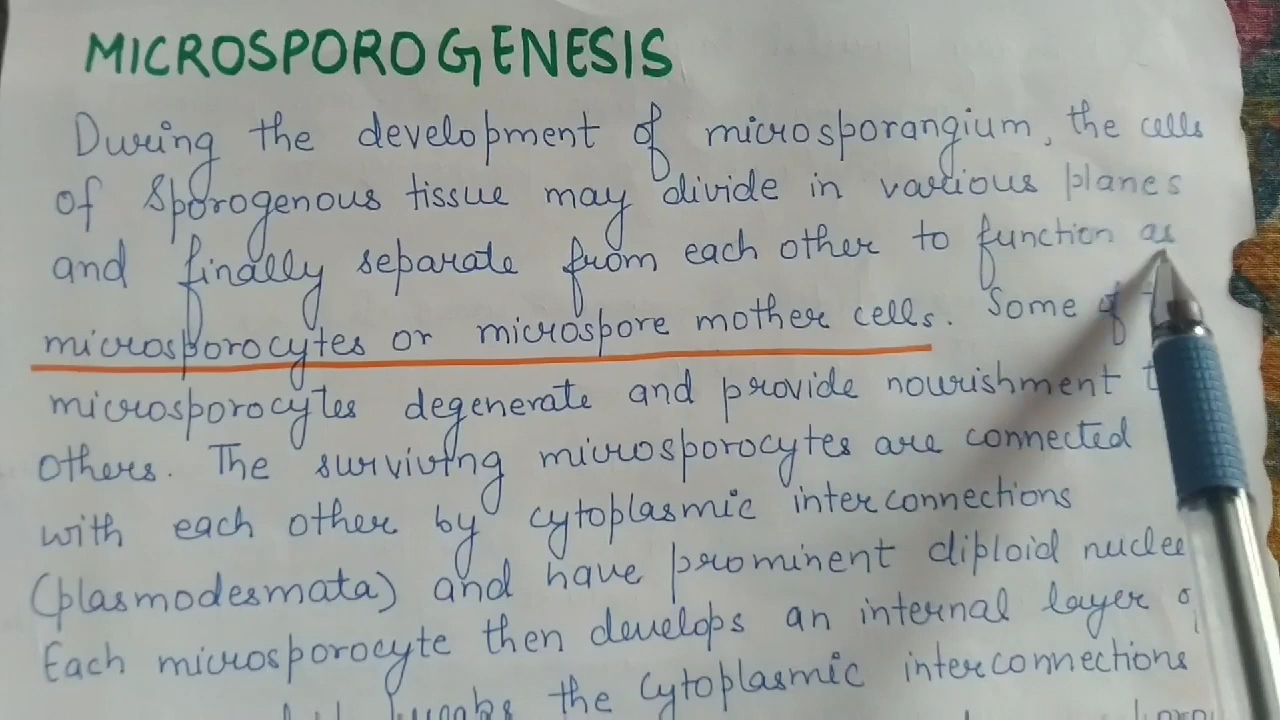 MICROSPOROGENESIS
During the development of microsporangium, the cells
of sporogenous tissue may divide in various planes
and finally separate from each other to function as
microsporocytes or microspore mother cells. Some of
microsporocytes degenerate and provide nourishment
others. The surviving microsporocytes are connected
with each other by cytoplasmic interconnections
(plasmodesmata) and have prominent diploid
Each microsporocyte then develops an internal layer
the cytoplasmic interconnections